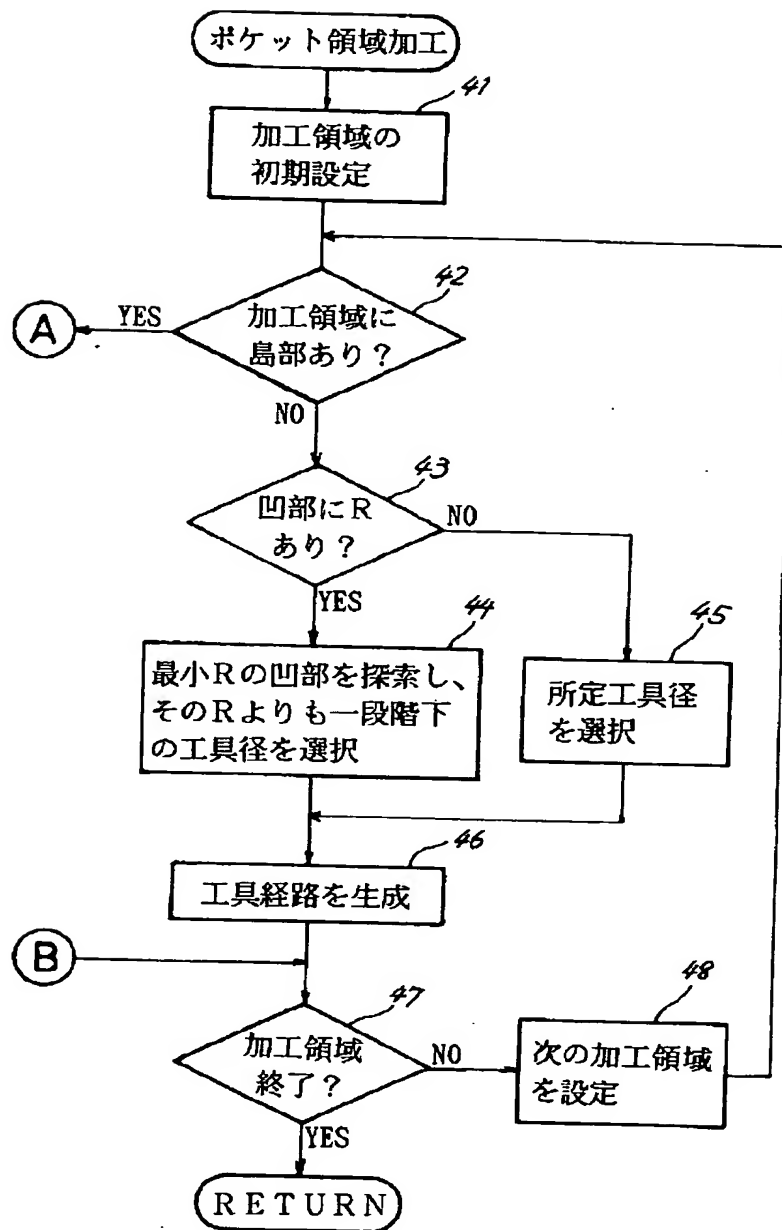 ポケット領域加工
41
加工領域の
初期設定
42
A
YES
加工領域に
島部あり?
NO
43
凹部にR
あり?
NO
YES
44
最小Rの凹部を探索し、
そのRよりも一段階下
の工具径を選択
45
所定工具径
を選択
46
工具経路を生成
B
47
加工領域
終了?
NO
48
次の加工領域
を設定
YES
RETURN